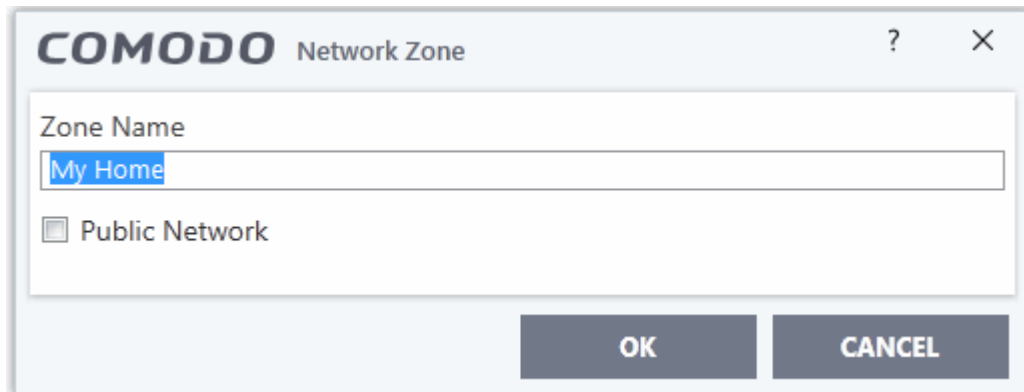 COMODO Network Zone ? X
Zone Name
My Home
Public Network
OK CANCEL